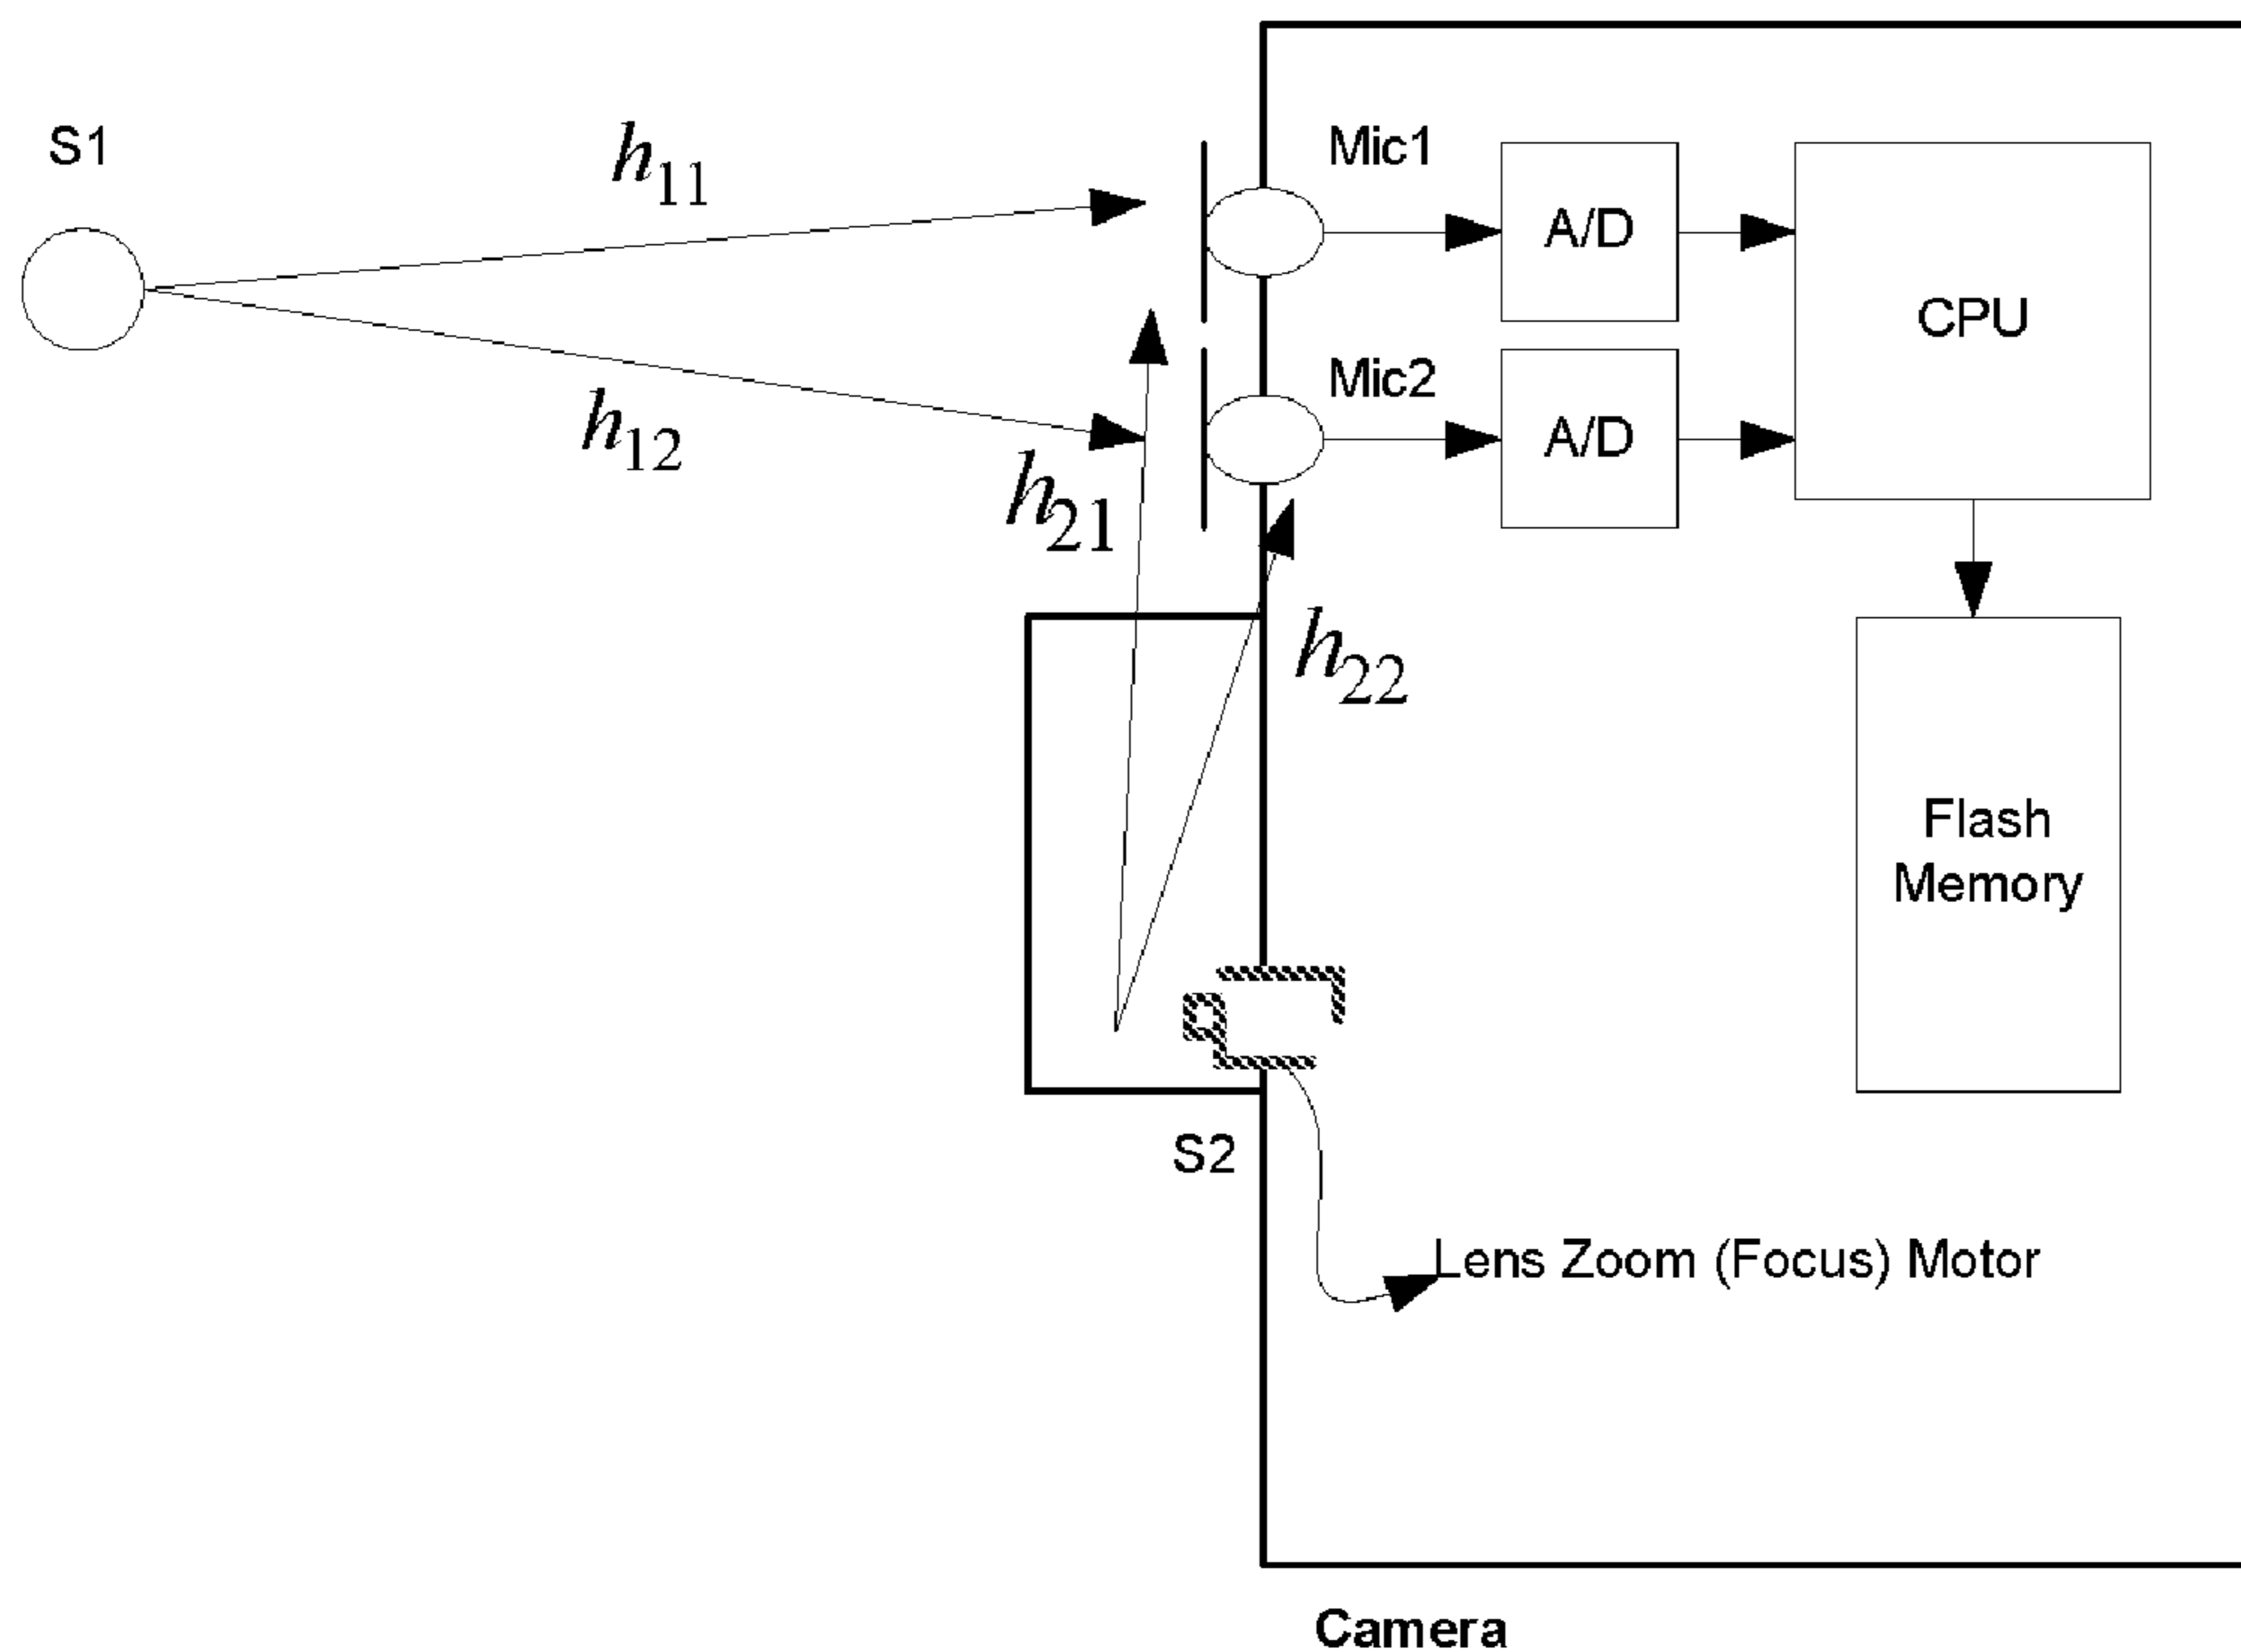 S1
h11
Mic1
A/D
CPU
Mic2
A/D
h12
h21
h22
Flash
Memory
S2
Lens Zoom (Focus) Motor
Camera